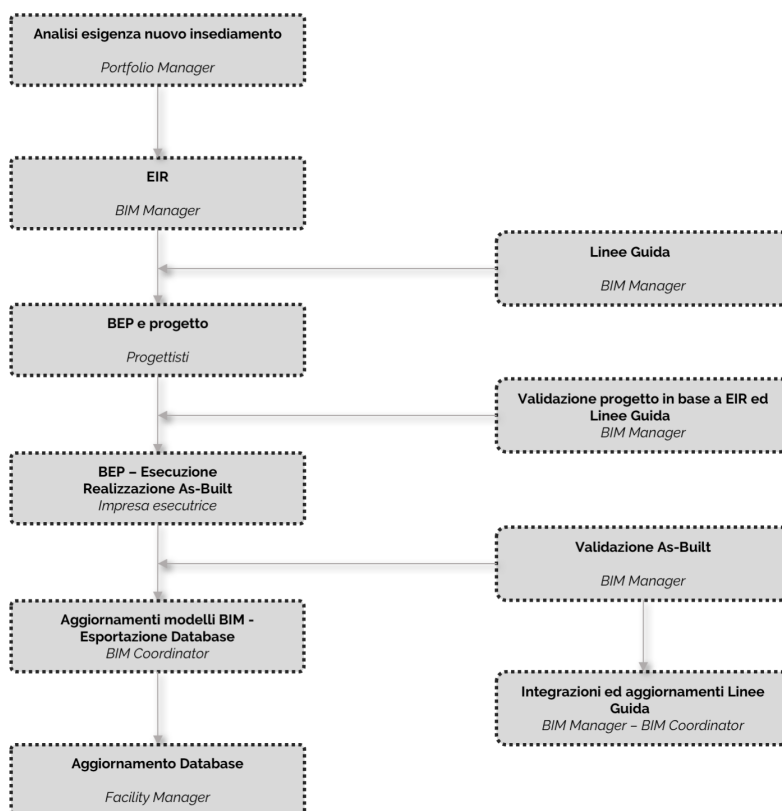 Analisi esigenza nuovo insediamento
Portfolio Manager
EIR
BIM Manager
Linee Guida
BIM Manager
BEP e progetto
Progettisti
Validazione progetto in base a EIR ed
Linee Guida
BIM Manager
BEP – Esecuzione
Realizzazione As-Built
Impresa esecutrice
Validazione As-Built
BIM Manager
Aggiornamenti modelli BIM -
Esportazione Database
BIM Coordinator
Integrazioni ed aggiornamenti Linee
Guida
BIM Manager – BIM Coordinator
Aggiornamento Database
Facility Manager